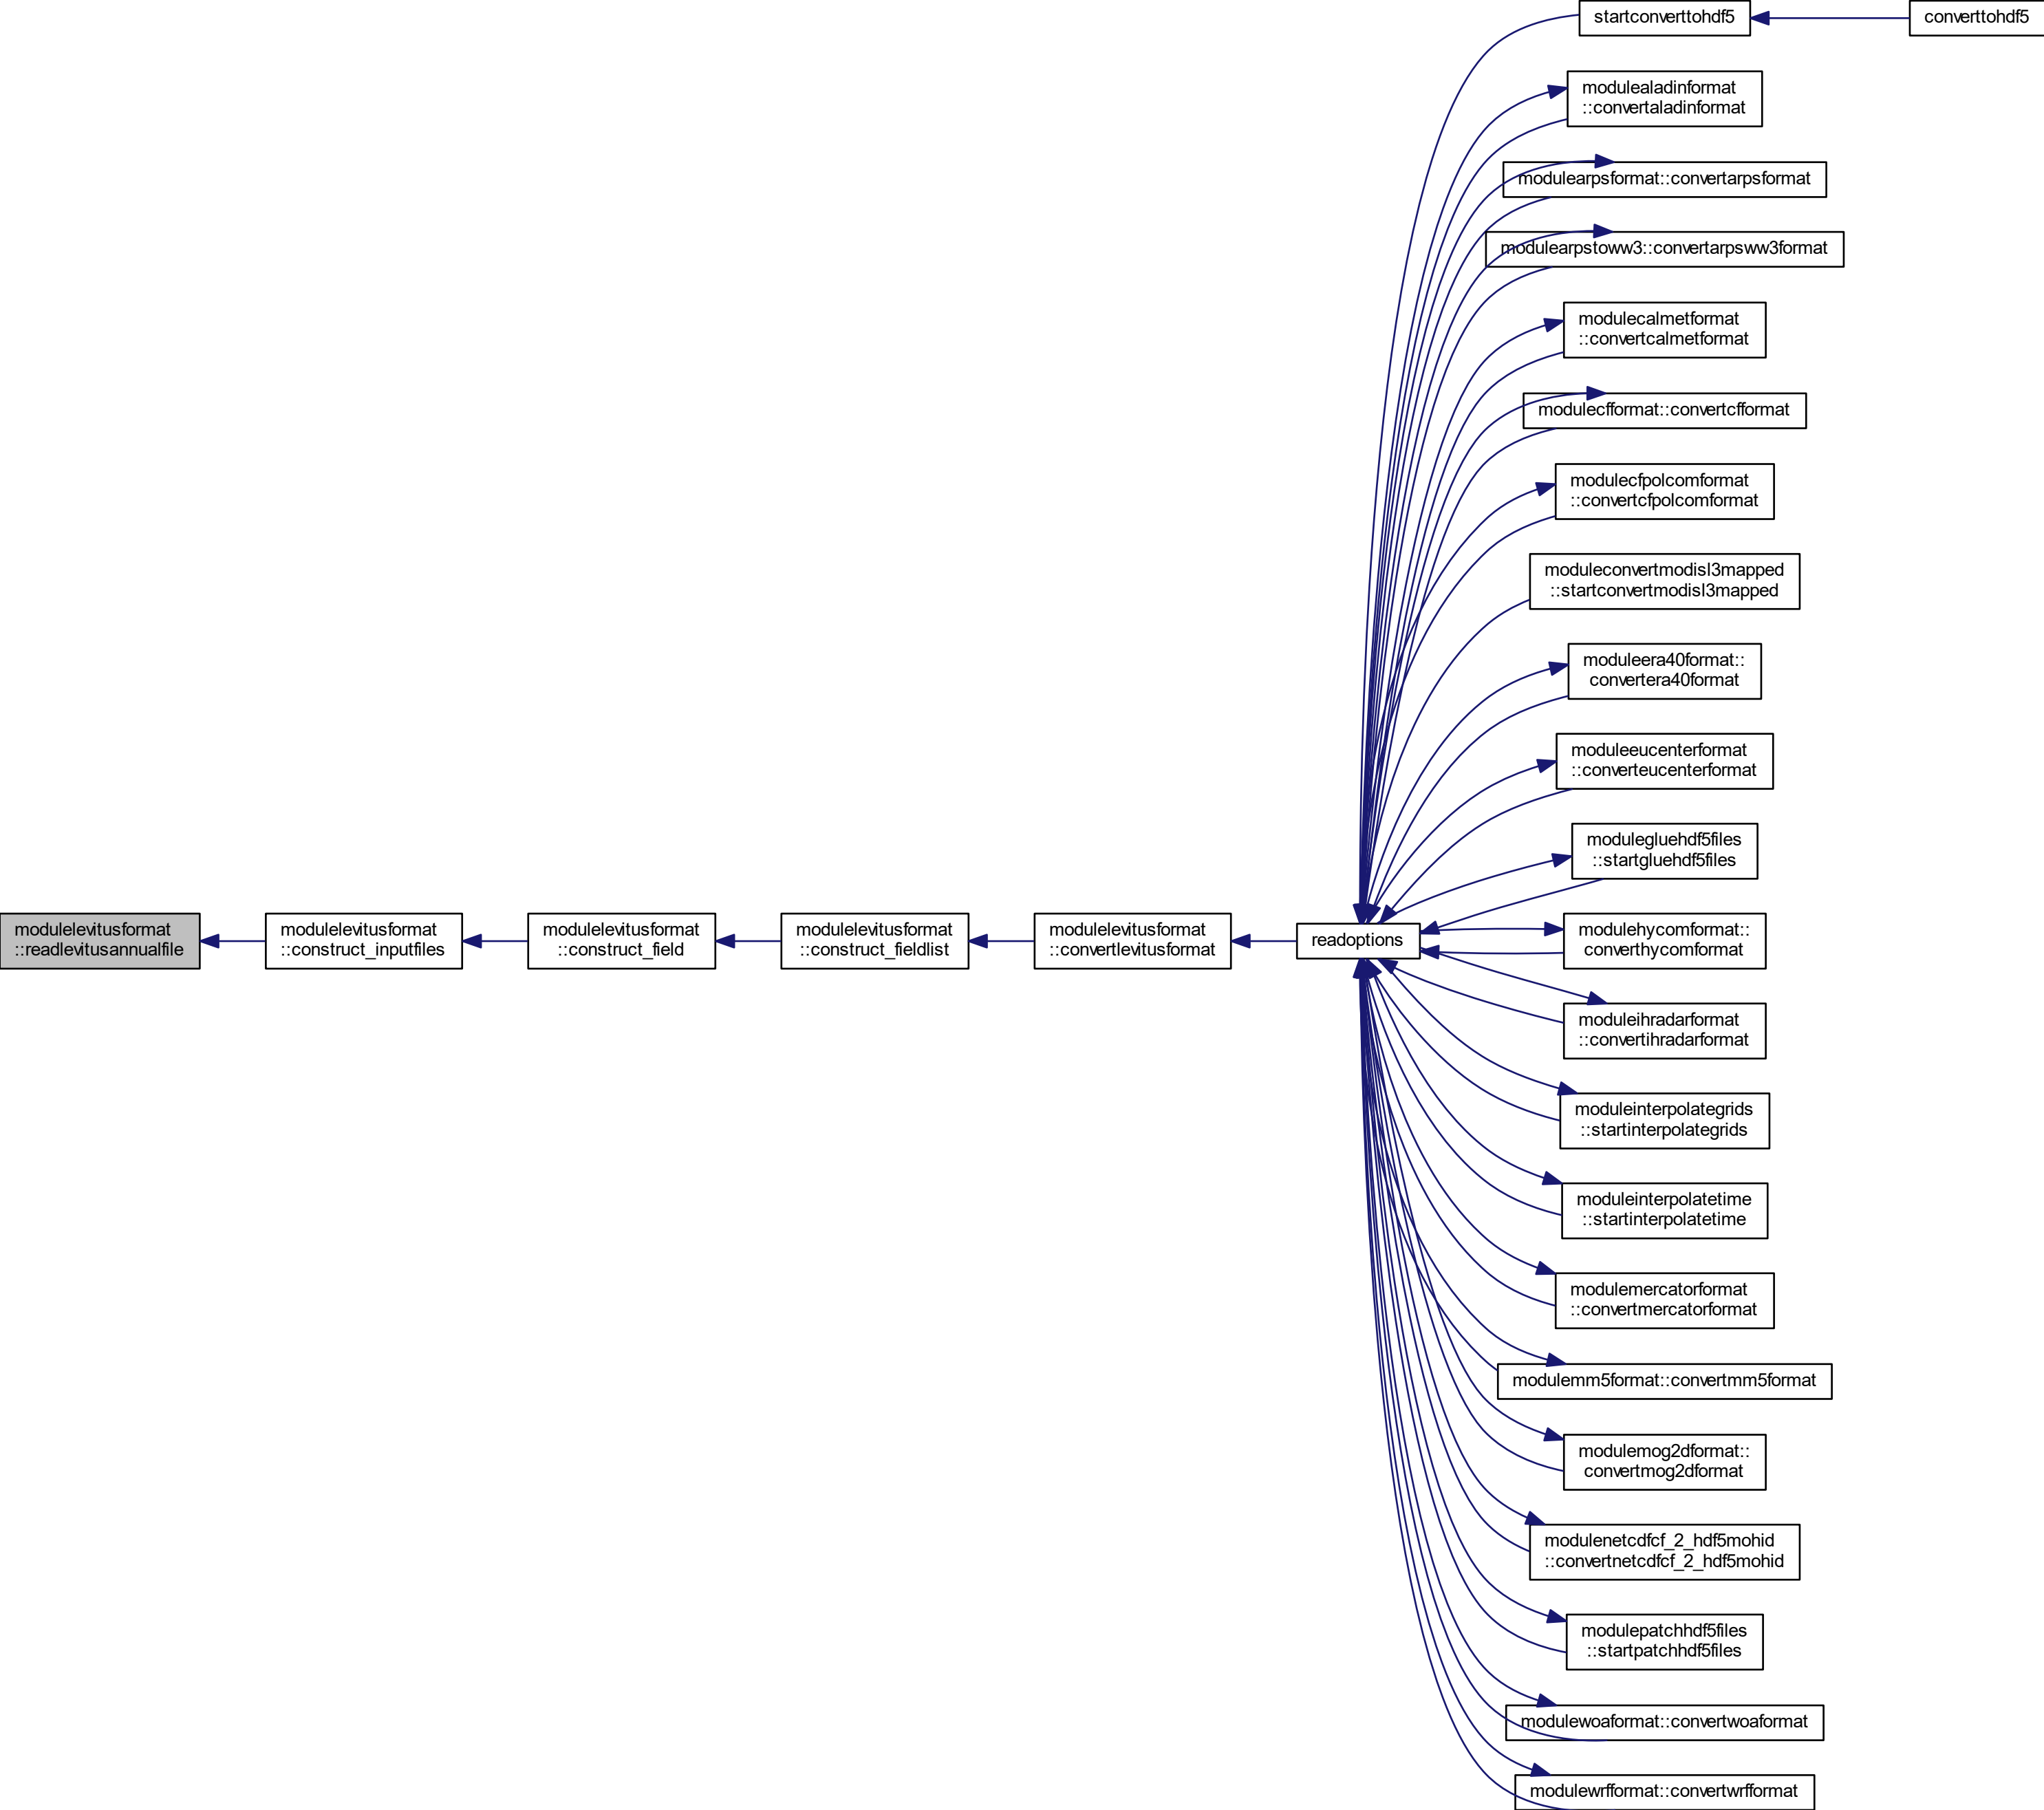 startconverttohdf5
converttohdf5
modulealadinformat
::convertaladinformat
modulearpsformat::convertarpsformat
modulearpstoww3::convertarpsww3format
modulecalmetformat
::convertcalmetformat
modulecfformat::convertcfformat
modulecfpolcomformat
::convertcfpolcomformat
moduleconvertmodisl3mapped
::startconvertmodisl3mapped
moduleera40format::
convertera40format
moduleeucenterformat
::converteucenterformat
modulegluehdf5files
::startgluehdf5files
modulelevitusformat
::readlevitusannualfile
modulelevitusformat
::construct_inputfiles
modulelevitusformat
::construct_field
modulelevitusformat
::construct_fieldlist
modulelevitusformat
::convertlevitusformat
readoptions
modulehycomformat::
converthycomformat
moduleihradarformat
::convertihradarformat
moduleinterpolategrids
::startinterpolategrids
moduleinterpolatetime
::startinterpolatetime
modulemercatorformat
::convertmercatorformat
modulemm5format::convertmm5format
modulemog2dformat::
convertmog2dformat
modulenetcdfcf_2_hdf5mohid
::convertnetcdfcf_2_hdf5mohid
modulepatchhdf5files
::startpatchhdf5files
modulewoaformat::convertwoaformat
modulewrfformat::convertwrfformat